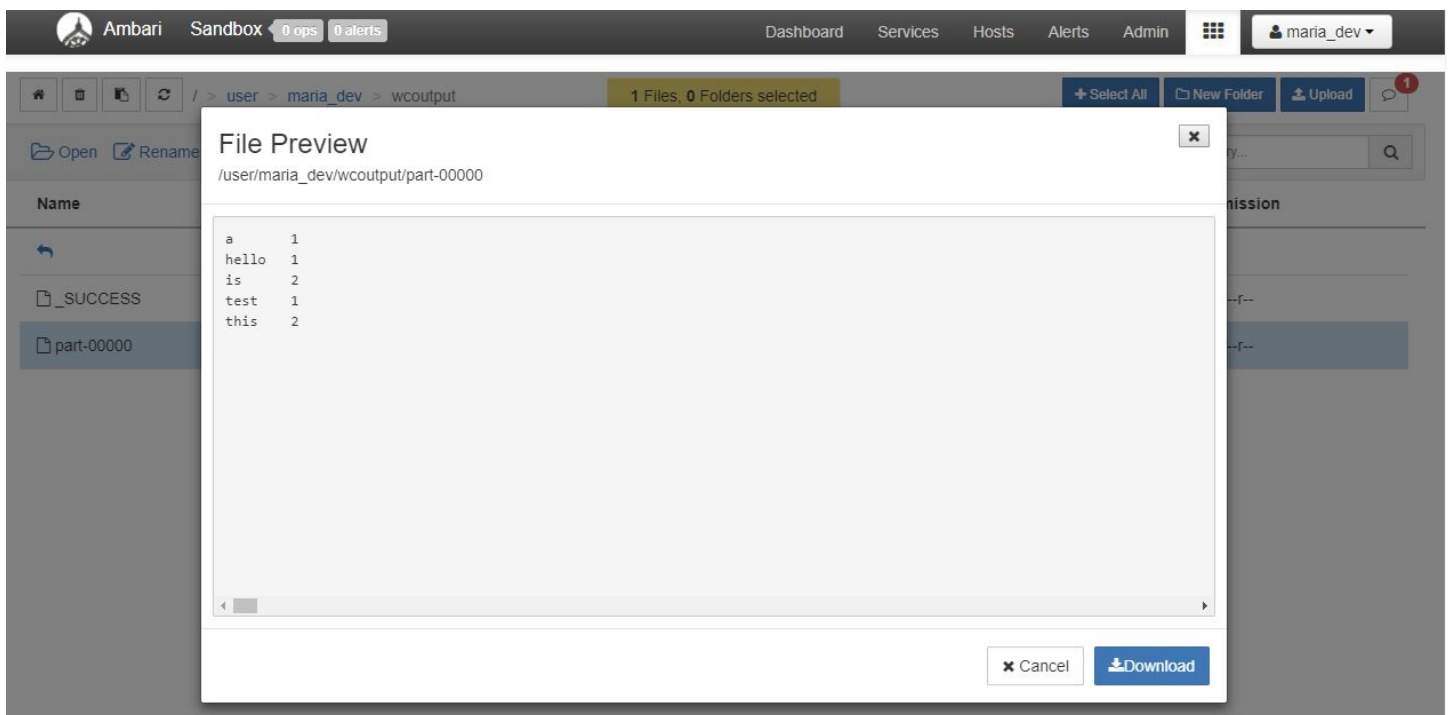 Ambari Sandbox 0 ops 0 alerts Dashboard Services Hosts Alerts Admin maria_dev
/ > user > maria_dev > wcoutput 1 Files, 0 Folders selected + Select All New Folder Upload 1
Open Rename
File Preview
/user/maria_dev/wcoutput/part-00000
Name
a 1
hello 1
is 2
test 1
this 2
_SUCCESS --r--
part-00000 --r--
Cancel Download